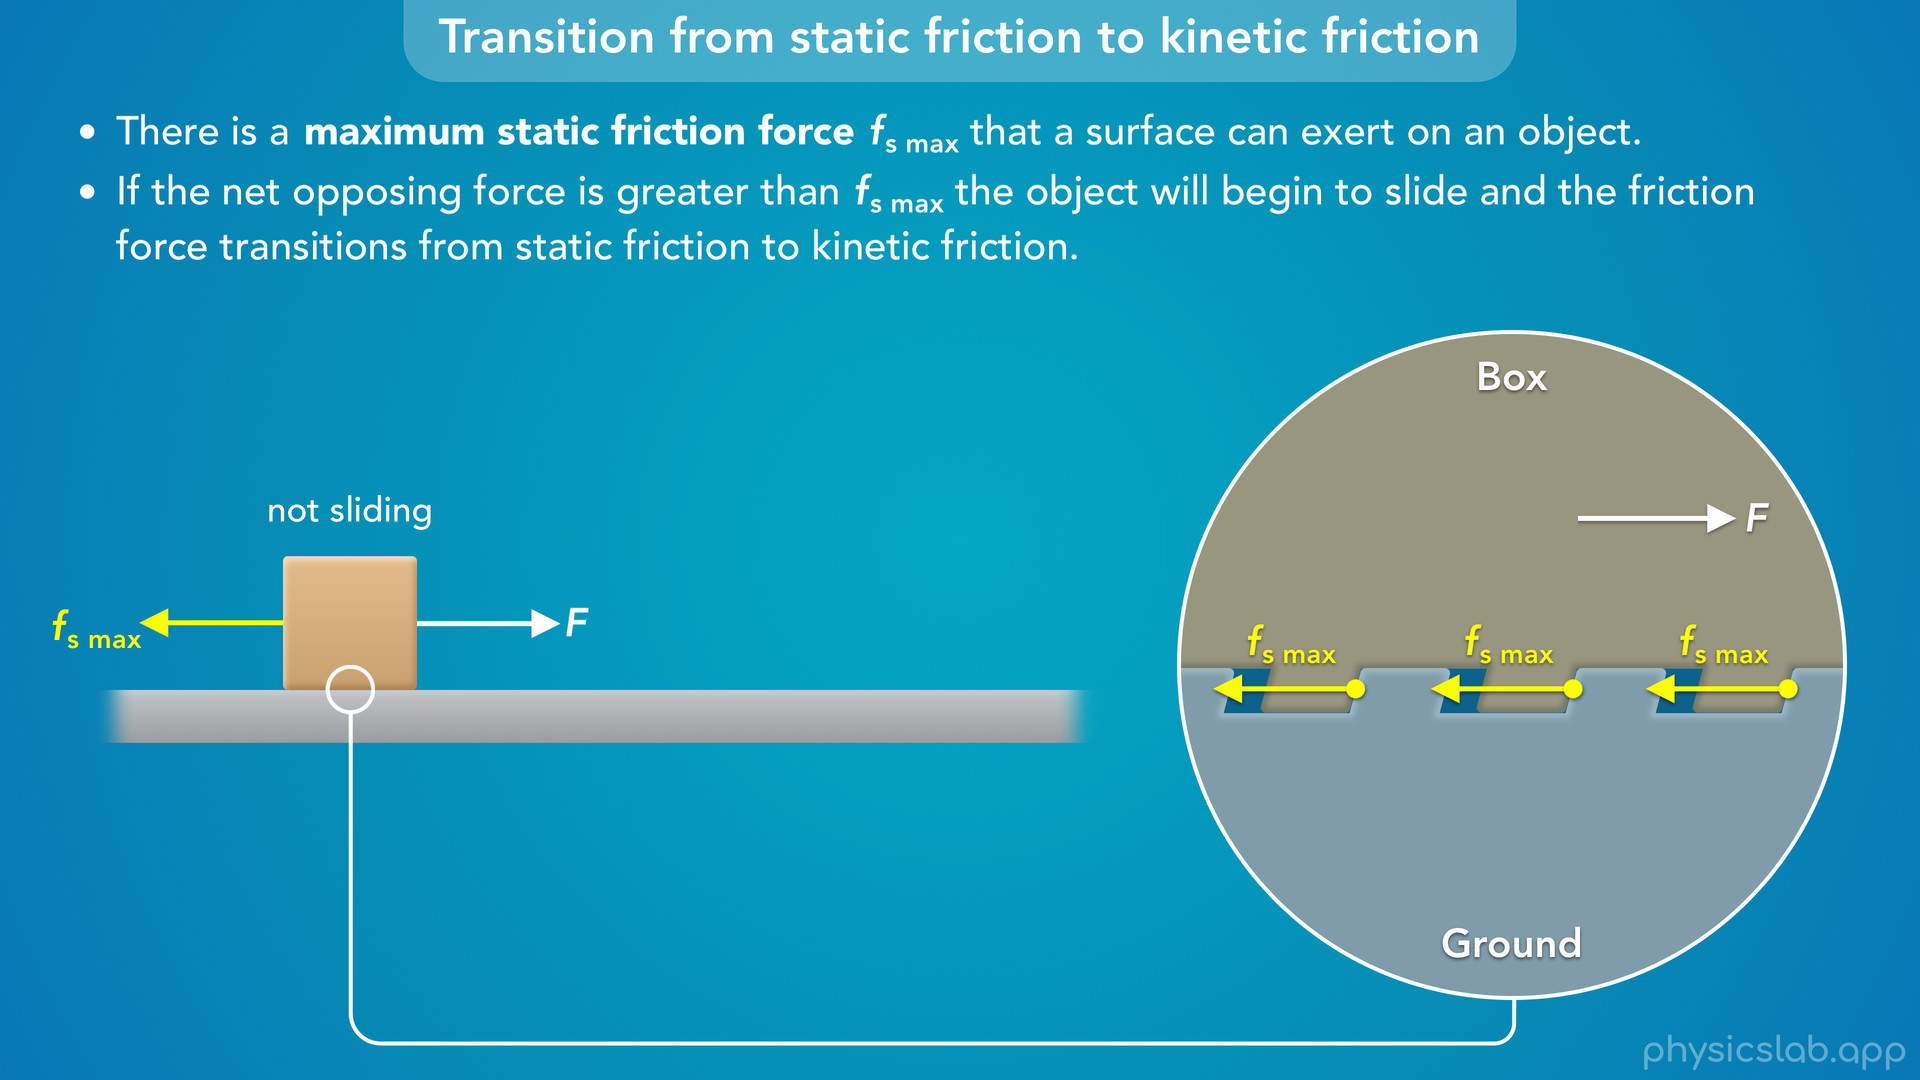 Transition from static friction to kinetic friction
• There is a maximum static friction force fs max that a surface can exert on an object.
• If the net opposing force is greater than fs max the object will begin to slide and the friction
force transitions from static friction to kinetic friction.
Box
not sliding
F
fs max
F
fs max fs max fs max
Ground
physicslab.app